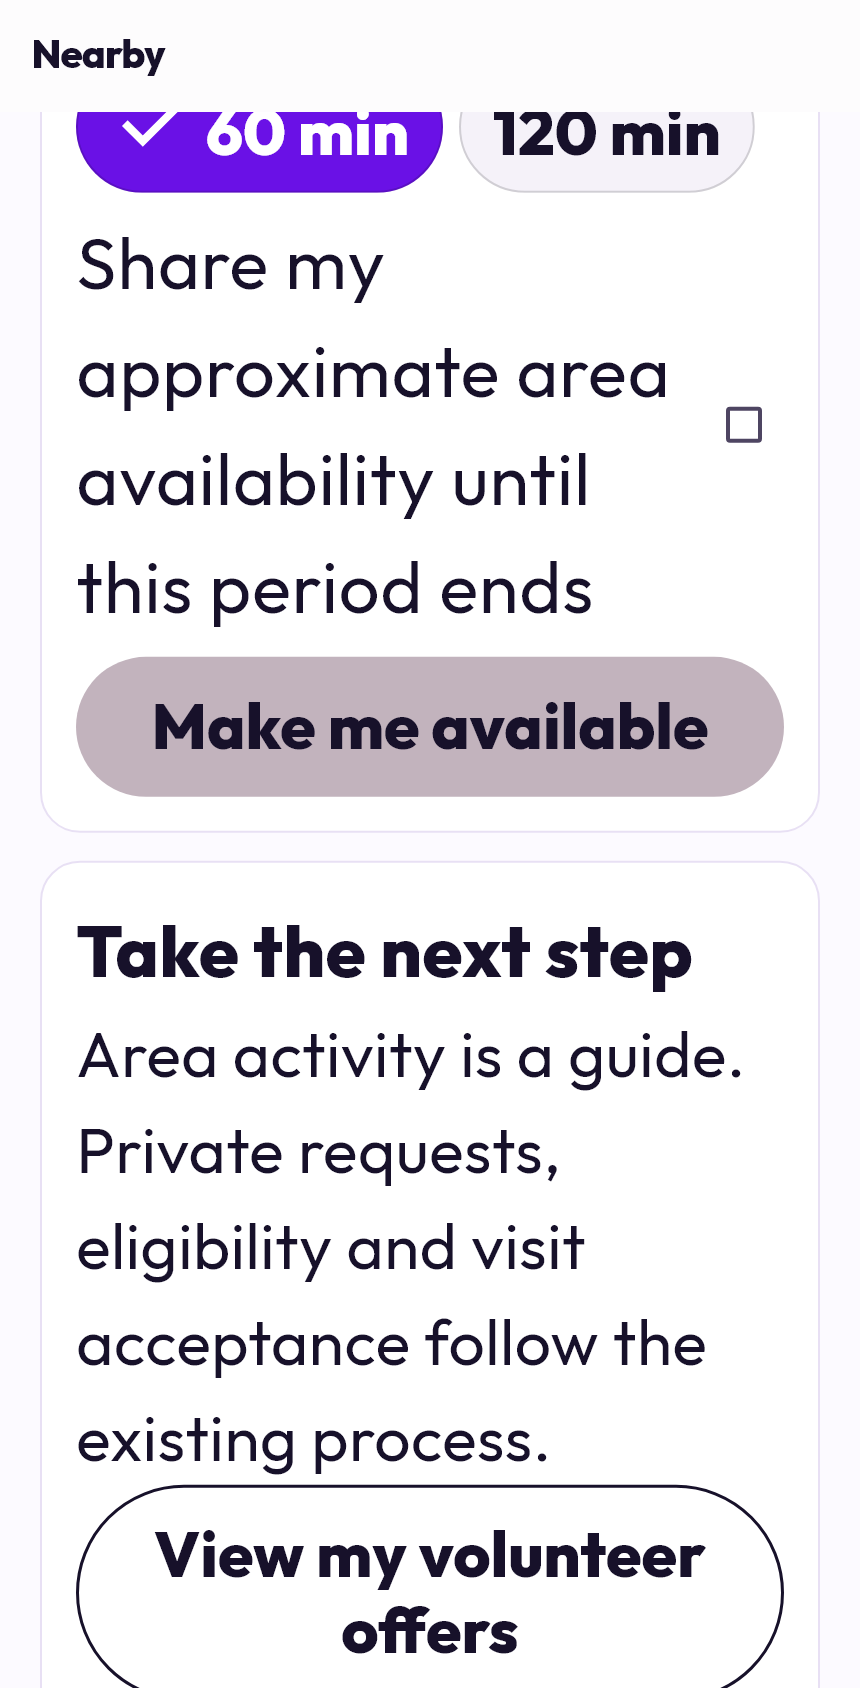 Nearby
60 min
120 min
Share my
approximate area
availability until
this period ends
Make me available
Take the next step
Area activity is a guide.
Private requests,
eligibility and visit
acceptance follow the
existing process.
View my volunteer
offers